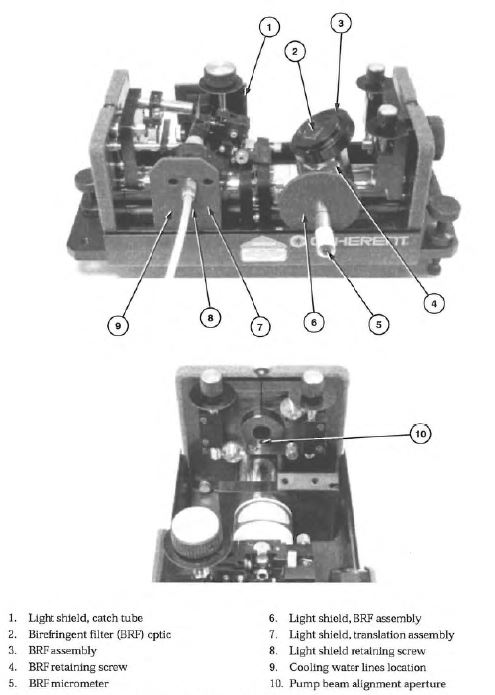 1
2
3
COHERENT
4
5
6
7
8
9
10
1. Light shield, catch tube
2. Birefringent filter (BRF) optic
3. BRF assembly
4. BRF retaining screw
5. BRF micrometer
6. Light shield, BRF assembly
7. Light shield, translation assembly
8. Light shield retaining screw
9. Cooling water lines location
10. Pump beam alignment aperture